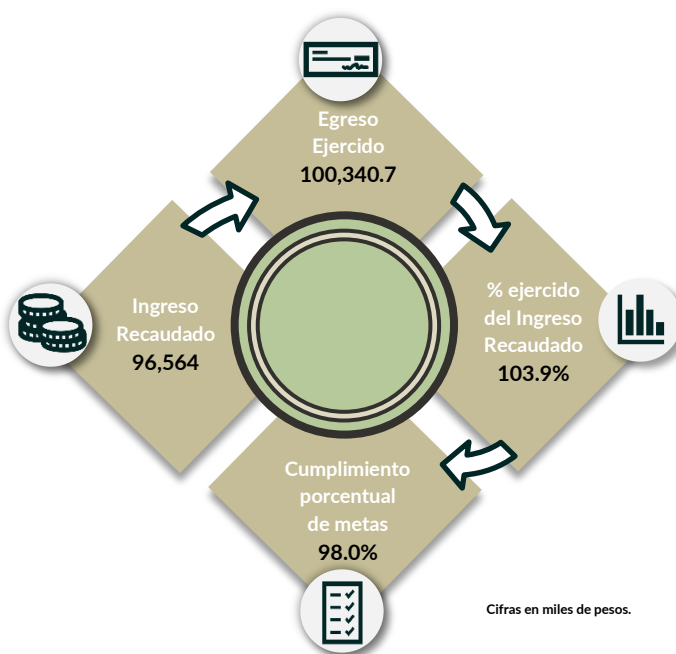 Egreso
Ejercido
100,340.7
Ingreso
Recaudado
96,564
% ejercido
del Ingreso
Recaudado
103.9%
Cumplimiento
porcentual
de metas
98.0%
Cifras en miles de pesos.